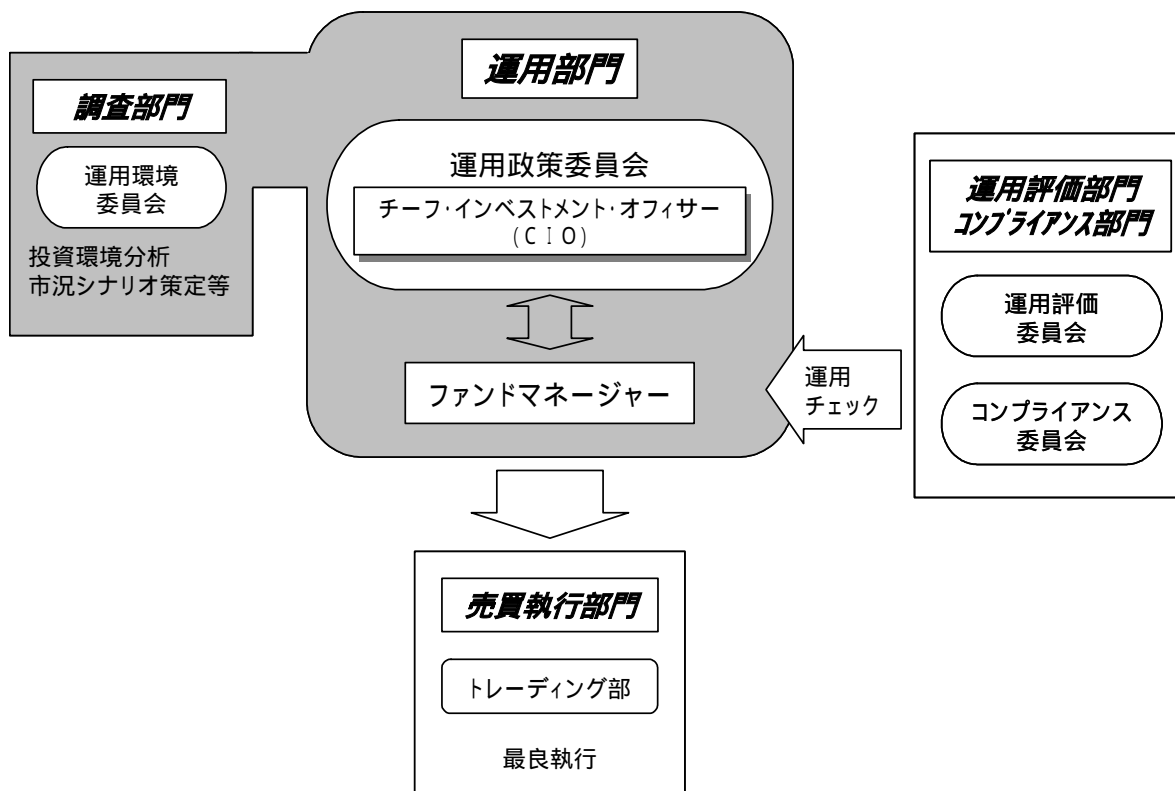 運用部門
調査部門
運用環境
委員会
投資環境分析
市況シナリオ策定等
運用政策委員会
チーフ･インベストメント･オフィサー
(ＣＩＯ)
ファンドマネージャー
運用
チェック
運用評価部門
コンプライアンス部門
運用評価
委員会
コンプライアンス
委員会
売買執行部門
トレーディング部
最良執行